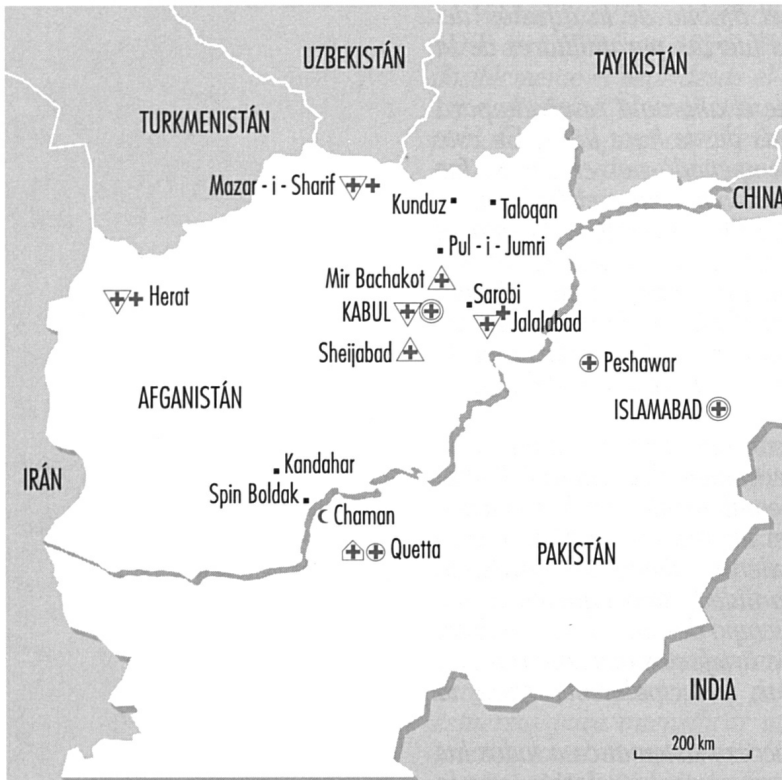 UZBEKISTÁN
TAYIKISTÁN
TURKMENISTÁN
Mazar - i - Sharif
Kunduz
Taloqan
CHINA
Pul - i - Jumri
Mir Bachakot
Herat
Sarobi
KABUL
Jalalabad
Sheijabad
Peshawar
AFGANISTÁN
ISLAMABAD
IRÁN
Kandahar
Spin Boldak
Chaman
Quetta
PAKISTÁN
INDIA
200 km